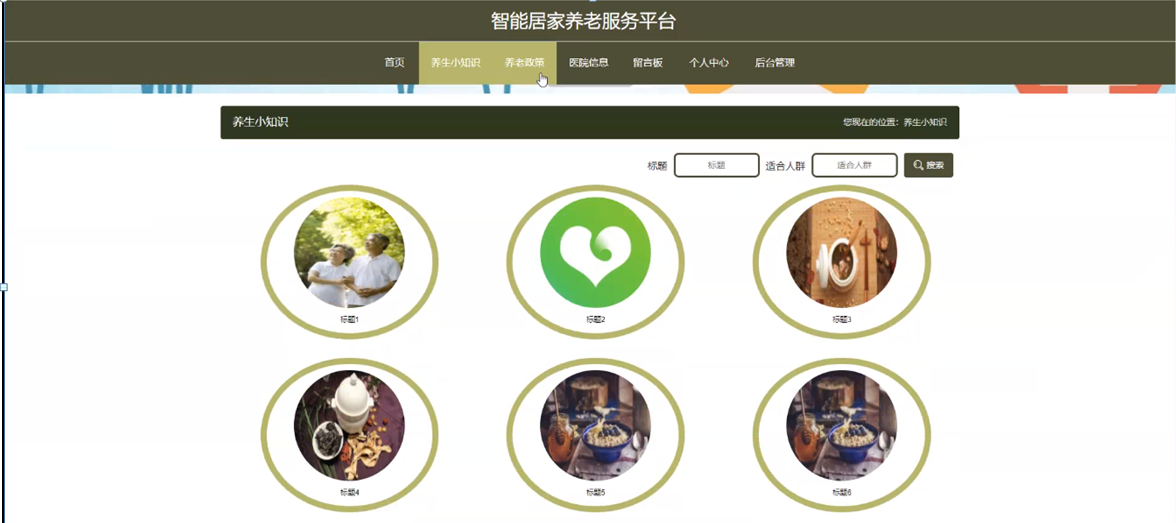 智能居家养老服务平台
首页 养生小知识 养老政策 医院信息 留言板 个人中心 后台管理
养生小知识 您现在的位置：养生小知识
标题 标题 适合人群 适合人群 搜索
标题1 标题2 标题3
标题4 标题5 标题6